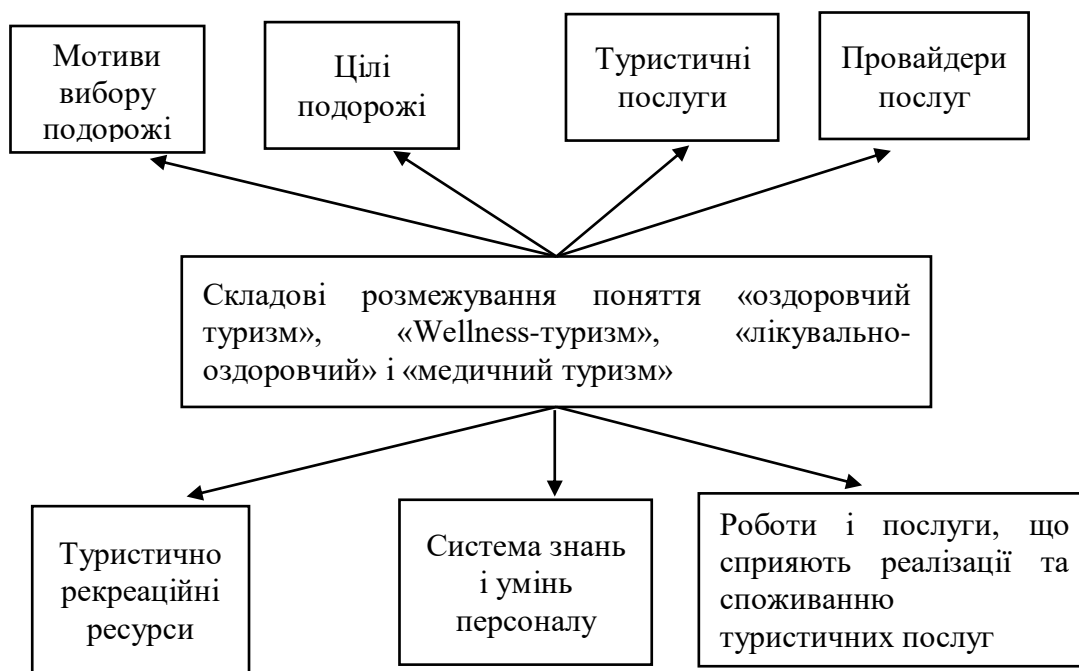 Мотиви
вибору
подорожі
Цілі
подорожі
Туристичні
послуги
Провайдери
послуг
Складові розмежування поняття «оздоровчий
туризм», «Wellness-туризм», «лікувально-
оздоровчий» і «медичний туризм»
Туристично
рекреаційні
ресурси
Система знань
і умінь
персоналу
Роботи і послуги, що
сприяють реалізації та
споживанню
туристичних послуг